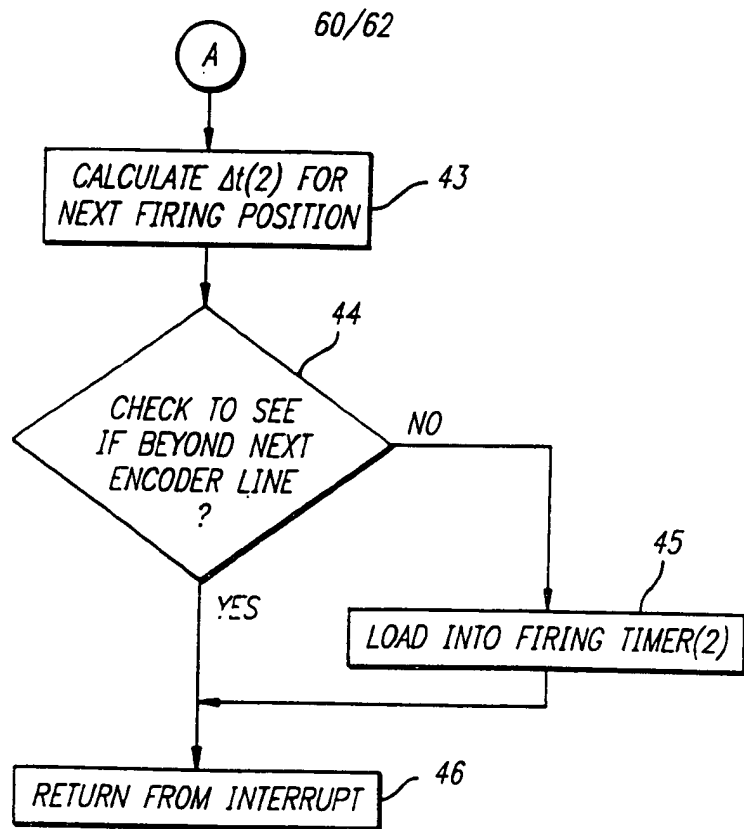 60/62
A
CALCULATE Δt(2) FOR
NEXT FIRING POSITION
43
44
CHECK TO SEE
IF BEYOND NEXT
ENCODER LINE
?
NO
YES
45
LOAD INTO FIRING TIMER(2)
46
RETURN FROM INTERRUPT